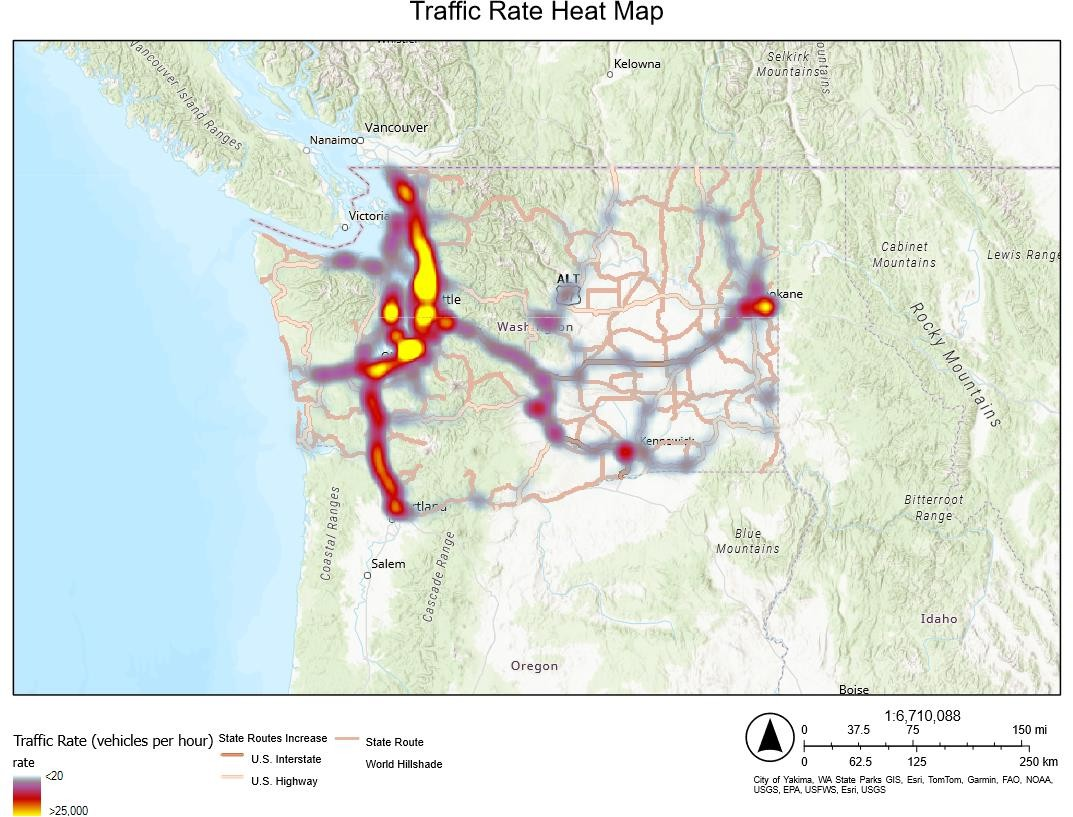 Traffic Rate Heat Map
Whistler
Kelowna
Selkirk
Mountains
ountains
Vancouver Island Ranges
Vancouver
Nanaimo
Victoria
Cabinet
Mountains
Lewis Range
ALT
ttle
okane
Washington
Rocky Mountains
Kennewick
rtland
Coastal Ranges
Cascade Range
Blue
Mountains
Bitterroot
Range
Salem
Idaho
Oregon
Boise
Traffic Rate (vehicles per hour)
rate
<20
>25,000
State Routes Increase
U.S. Interstate
U.S. Highway
State Route
World Hillshade
1:6,710,088
0 37.5 75 150 mi
0 62.5 125 250 km
City of Yakima, WA State Parks GIS, Esri, TomTom, Garmin, FAO, NOAA,
USGS, EPA, USFWS, Esri, USGS